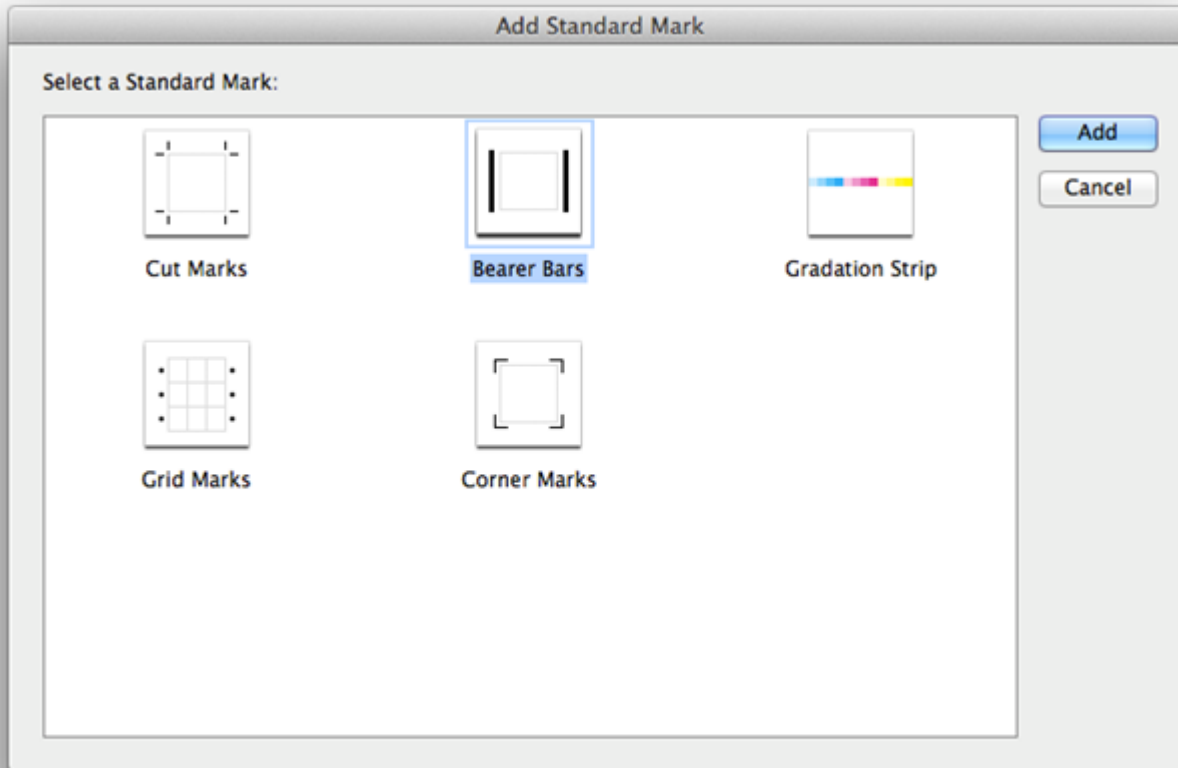 Add Standard Mark
Select a Standard Mark:
Add
Cancel
Cut Marks
Bearer Bars
Gradation Strip
Grid Marks
Corner Marks